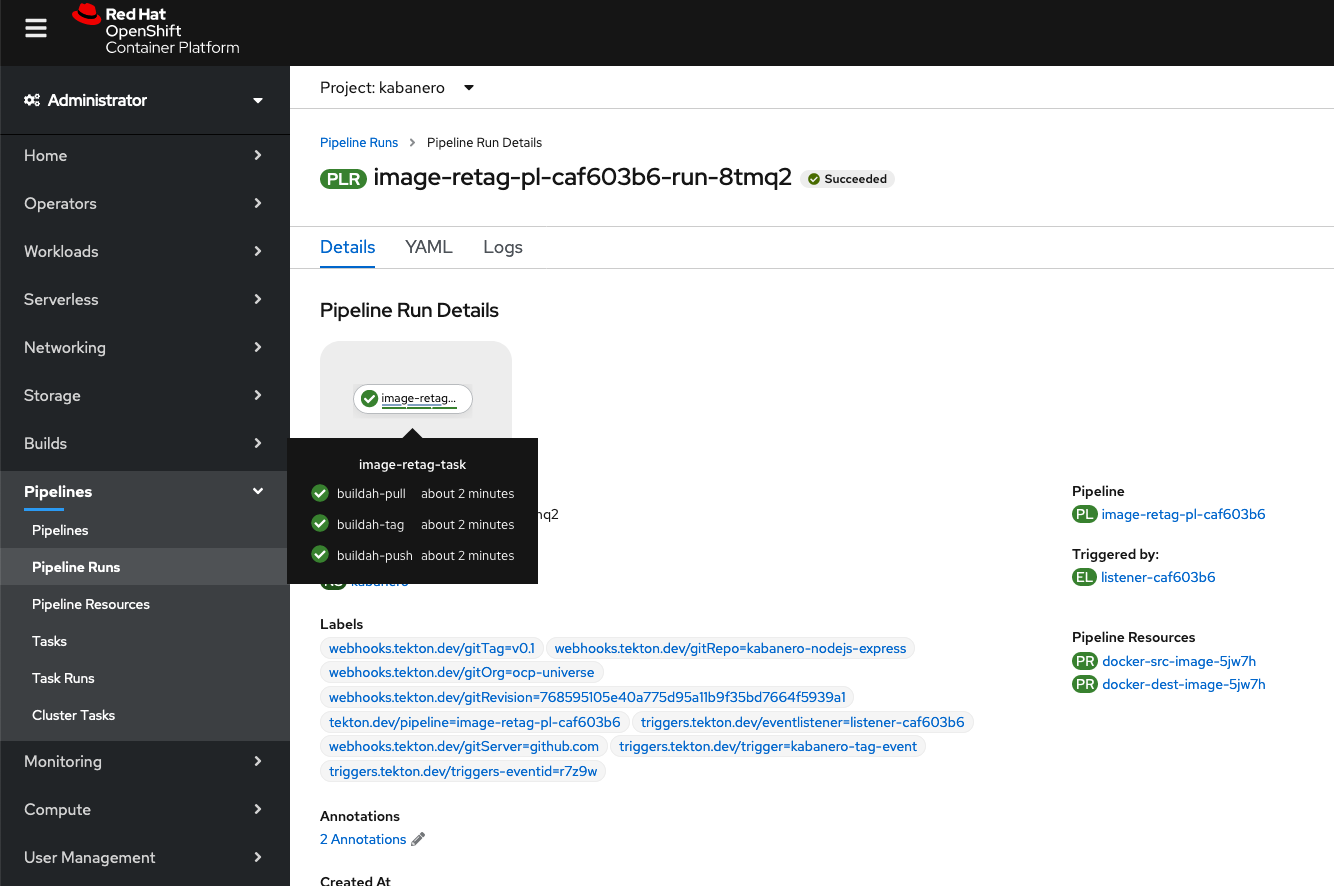 Red Hat
OpenShift
Container Platform
Administrator
Home
Operators
Workloads
Serverless
Networking
Storage
Builds
Pipelines
Pipelines
Pipeline Runs
Pipeline Resources
Tasks
Task Runs
Cluster Tasks
Monitoring
Compute
User Management
Project: kabanero
Pipeline Runs > Pipeline Run Details
PLR image-retag-pl-caf603b6-run-8tmq2 Succeeded
Details YAML Logs
Pipeline Run Details
image-retag...
image-retag-task
buildah-pull about 2 minutes
buildah-tag about 2 minutes
buildah-push about 2 minutes
nq2
kabanero
Labels
webhooks.tekton.dev/gitTag=v0.1 webhooks.tekton.dev/gitRepo=kabanero-nodejs-express
webhooks.tekton.dev/gitOrg=ocp-universe
webhooks.tekton.dev/gitRevision=768595105e40a775d95a11b9f35bd7664f5939a1
tekton.dev/pipeline=image-retag-pl-caf603b6 triggers.tekton.dev/eventlistener=listener-caf603b6
webhooks.tekton.dev/gitServer=github.com triggers.tekton.dev/trigger=kabanero-tag-event
triggers.tekton.dev/triggers-eventid=r7z9w
Annotations
2 Annotations
Created At
Pipeline
PL image-retag-pl-caf603b6
Triggered by:
EL listener-caf603b6
Pipeline Resources
PR docker-src-image-5jw7h
PR docker-dest-image-5jw7h